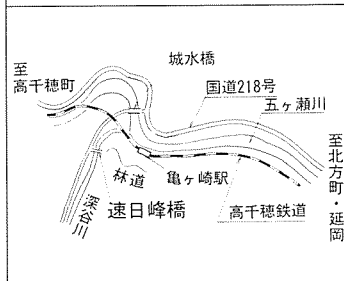 城水橋
至
高千穂町
国道218号
五ヶ瀬川
至北方町・延岡
亀ヶ崎駅
林道
速日峰橋
高千穂鉄道
深谷川